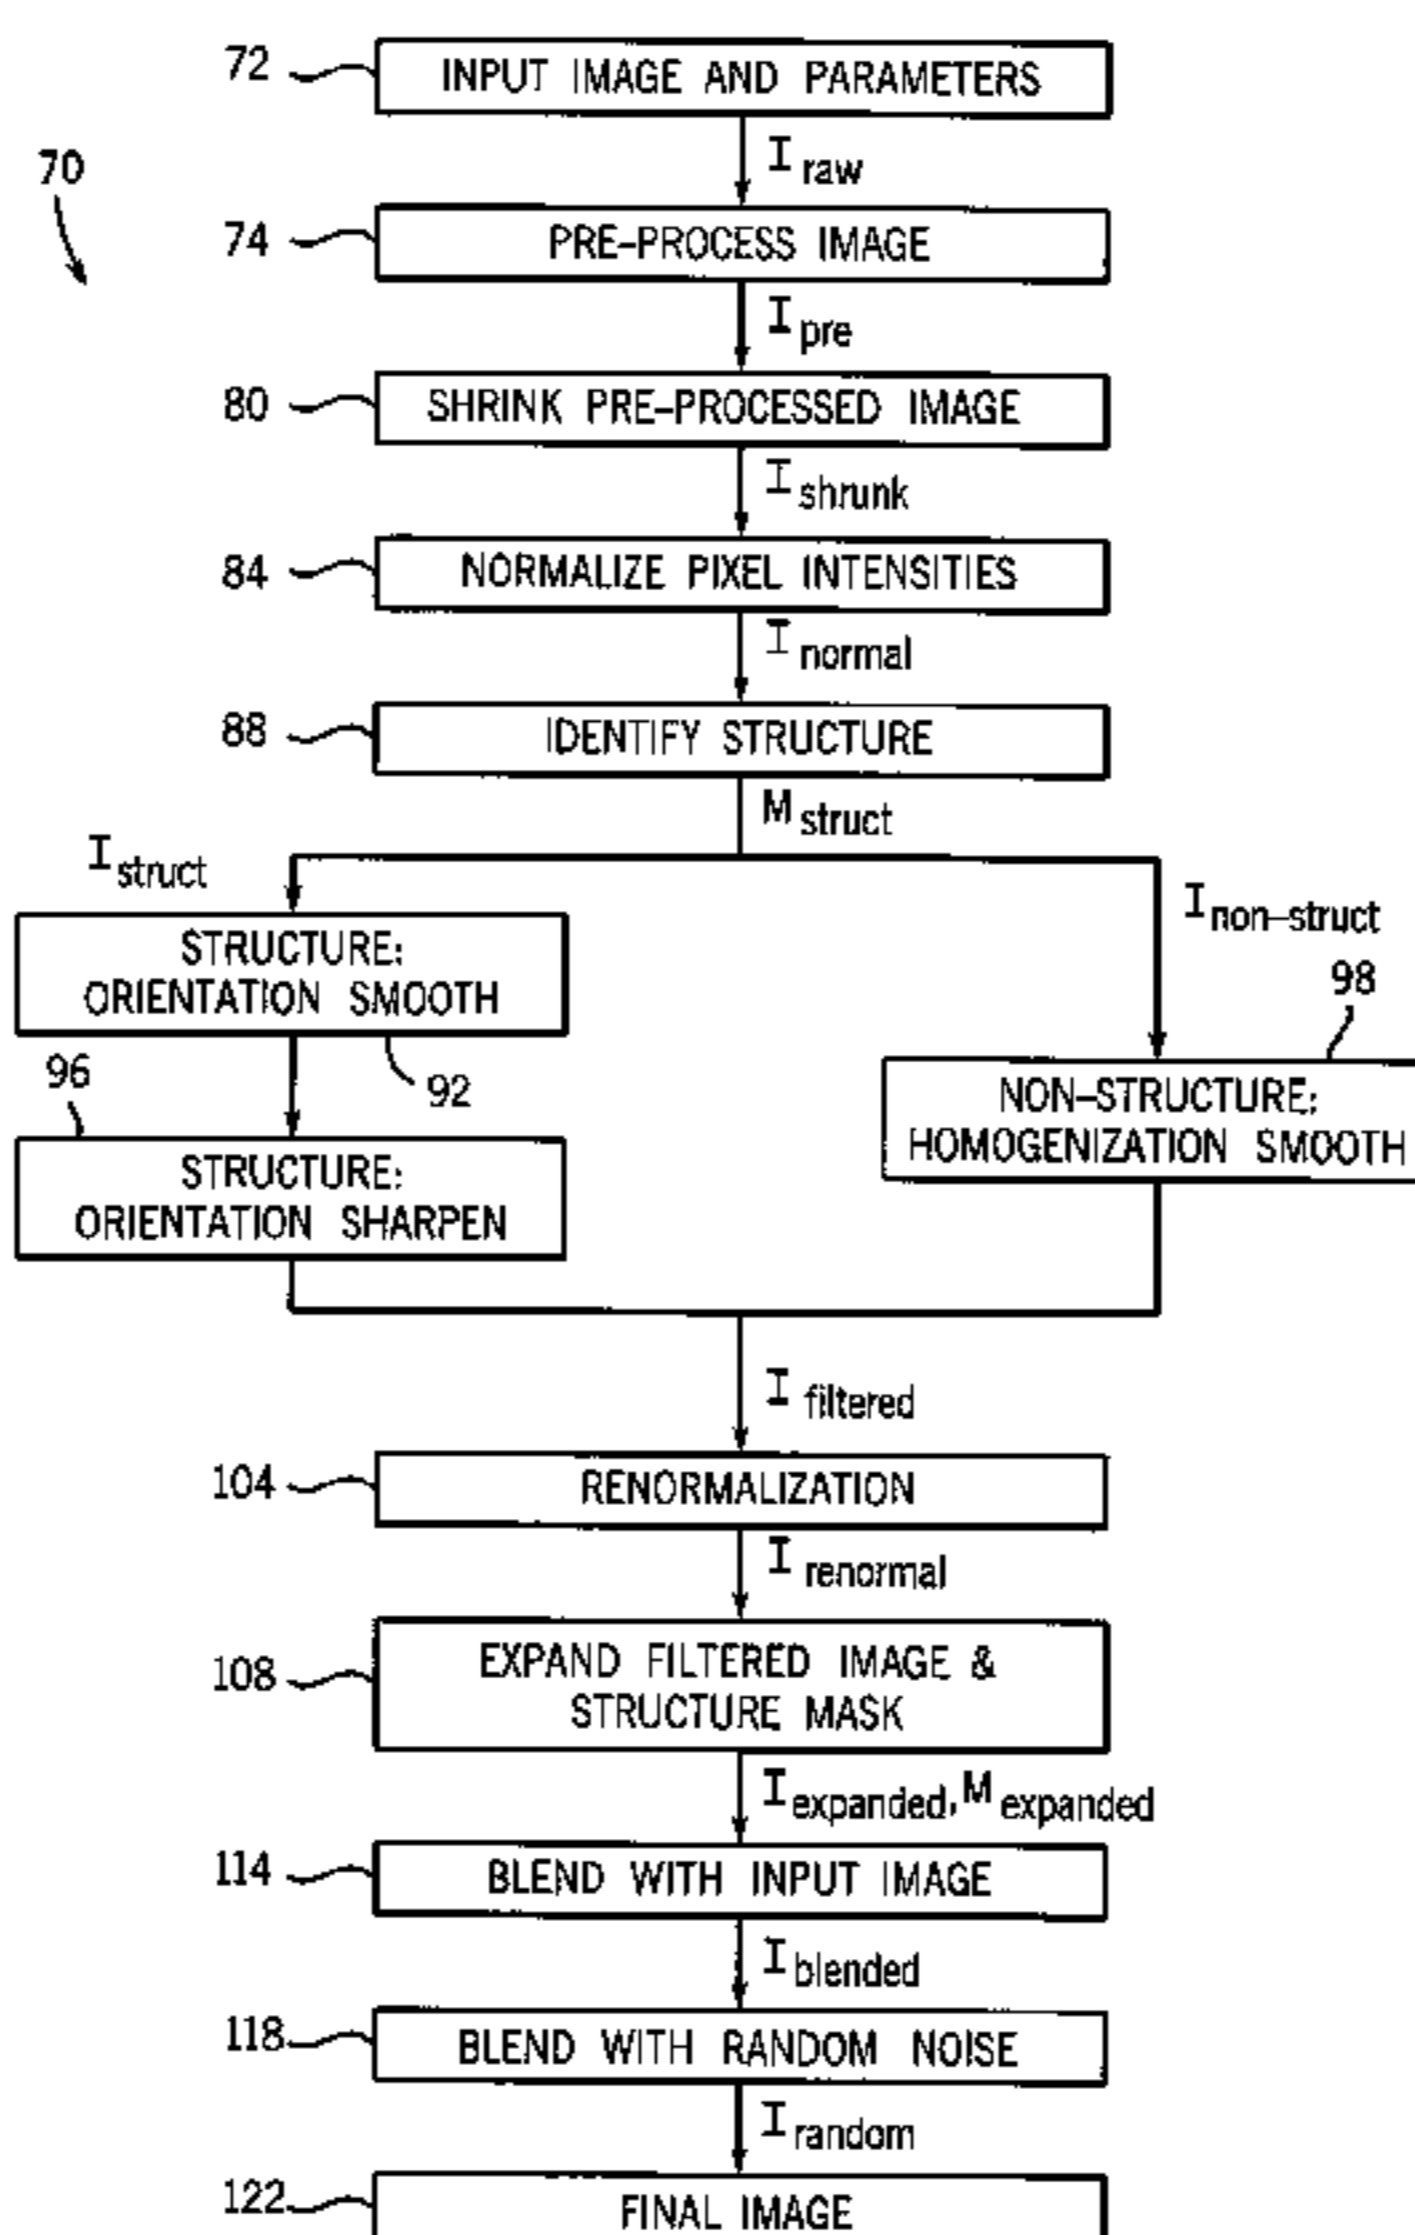 72 INPUT IMAGE AND PARAMETERS
I raw
70
74 PRE-PROCESS IMAGE
I pre
80 SHRINK PRE-PROCESSED IMAGE
I shrunk
84 NORMALIZE PIXEL INTENSITIES
I normal
88 IDENTIFY STRUCTURE
M struct
I struct
I non-struct
STRUCTURE:
ORIENTATION SMOOTH
92
98
NON-STRUCTURE:
HOMOGENIZATION SMOOTH
96
STRUCTURE:
ORIENTATION SHARPEN
I filtered
104 RENORMALIZATION
I renormal
108 EXPAND FILTERED IMAGE &
STRUCTURE MASK
I expanded, M expanded
114 BLEND WITH INPUT IMAGE
I blended
118 BLEND WITH RANDOM NOISE
I random
122 FINAL IMAGE